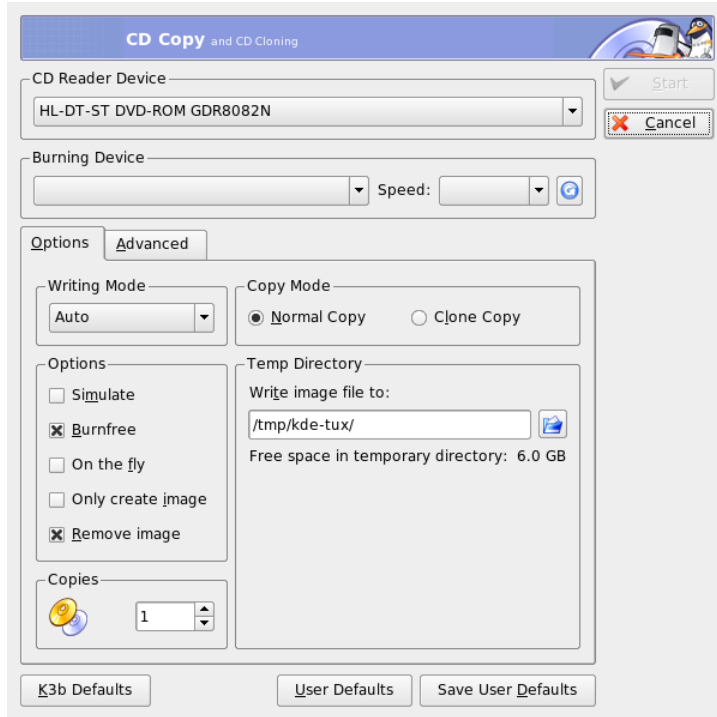 CD Copy and CD Cloning
CD Reader Device
Start
HL-DT-ST DVD-ROM GDR8082N
Cancel
Burning Device
Speed:
Options
Advanced
Writing Mode
Copy Mode
Auto
Normal Copy
Clone Copy
Options
Temp Directory
Simulate
Write image file to:
Burnfree
/tmp/kde-tux/
On the fly
Free space in temporary directory: 6.0 GB
Only create image
Remove image
Copies
1
K3b Defaults
User Defaults
Save User Defaults